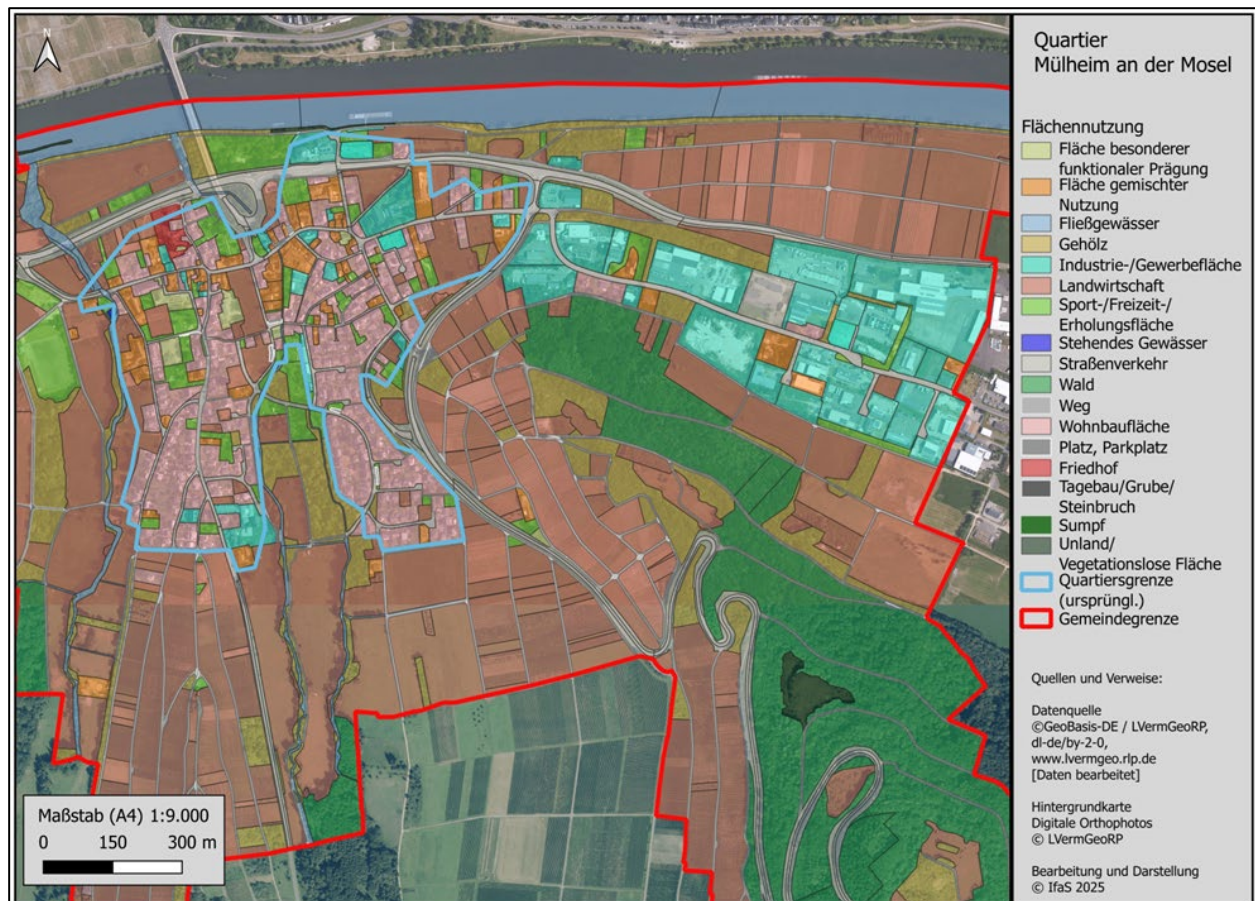 N
Quartier
Mülheim an der Mosel
Flächennutzung
Fläche besonderer
funktionaler Prägung
Fläche gemischter
Nutzung
Fließgewässer
Gehölz
Industrie-/Gewerbefläche
Landwirtschaft
Sport-/Freizeit-/
Erholungsfläche
Stehendes Gewässer
Straßenverkehr
Wald
Weg
Wohnbaufläche
Platz, Parkplatz
Friedhof
Tagebau/Grube/
Steinbruch
Sumpf
Unland/
Vegetationslose Fläche
Quartiersgrenze
(ursprüngl.)
Gemeindegrenze
Quellen und Verweise:
Datenquelle
©GeoBasis-DE / LVermGeoRP,
dl-de/by-2-0,
www.lvermgeo.rlp.de
[Daten bearbeitet]
Hintergrundkarte
Digitale Orthophotos
© LVermGeoRP
Bearbeitung und Darstellung
© IfaS 2025
Maßstab (A4) 1:9.000
0 150 300 m